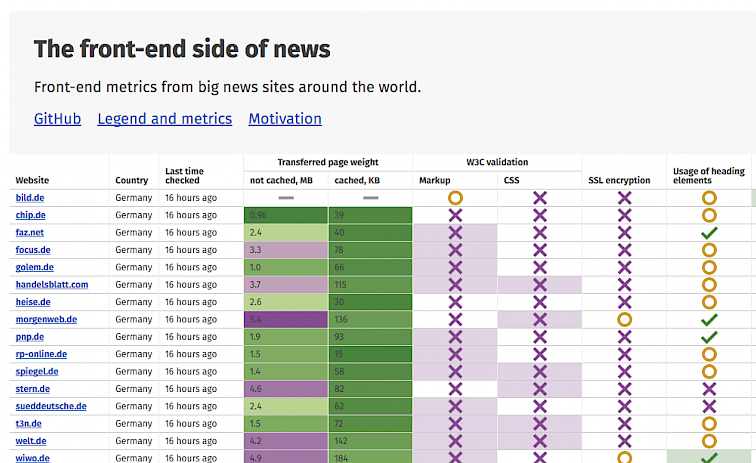 The front-end side of news
Front-end metrics from big news sites around the world.
GitHub Legend and metrics Motivation
Transferred page weight W3C validation
Website Country Last time checked not cached, MB cached, KB Markup CSS SSL encryption Usage of heading elements
bild.de Germany 16 hours ago
chip.de Germany 16 hours ago 0.96 39
faz.net Germany 16 hours ago 2.4 40
focus.de Germany 16 hours ago 3.3 78
golem.de Germany 16 hours ago 1.0 66
handelsblatt.com Germany 16 hours ago 3.7 115
heise.de Germany 16 hours ago 2.6 30
morgenweb.de Germany 16 hours ago 5.4 136
pnp.de Germany 16 hours ago 1.9 93
rp-online.de Germany 16 hours ago 1.5 15
spiegel.de Germany 16 hours ago 1.4 58
stern.de Germany 16 hours ago 4.6 82
sueddeutsche.de Germany 16 hours ago 2.4 62
t3n.de Germany 16 hours ago 1.5 72
welt.de Germany 16 hours ago 4.2 142
wiwo.de Germany 16 hours ago 4.9 184